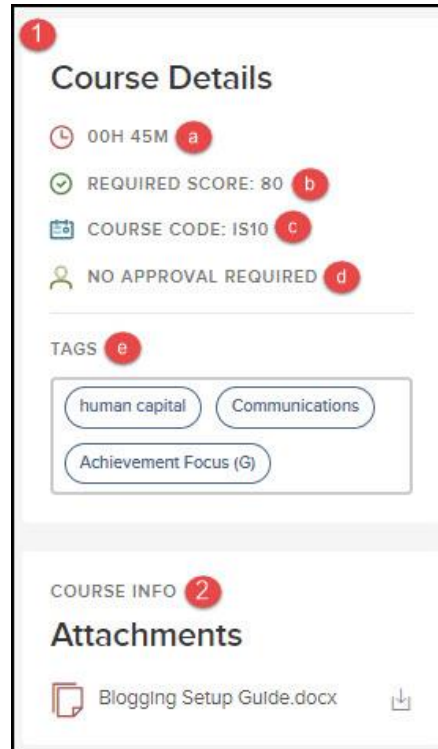 1
Course Details
00H 45M a
REQUIRED SCORE: 80 b
COURSE CODE: IS10 c
NO APPROVAL REQUIRED d
TAGS e
human capital Communications
Achievement Focus (G)
COURSE INFO 2
Attachments
Blogging Setup Guide.docx